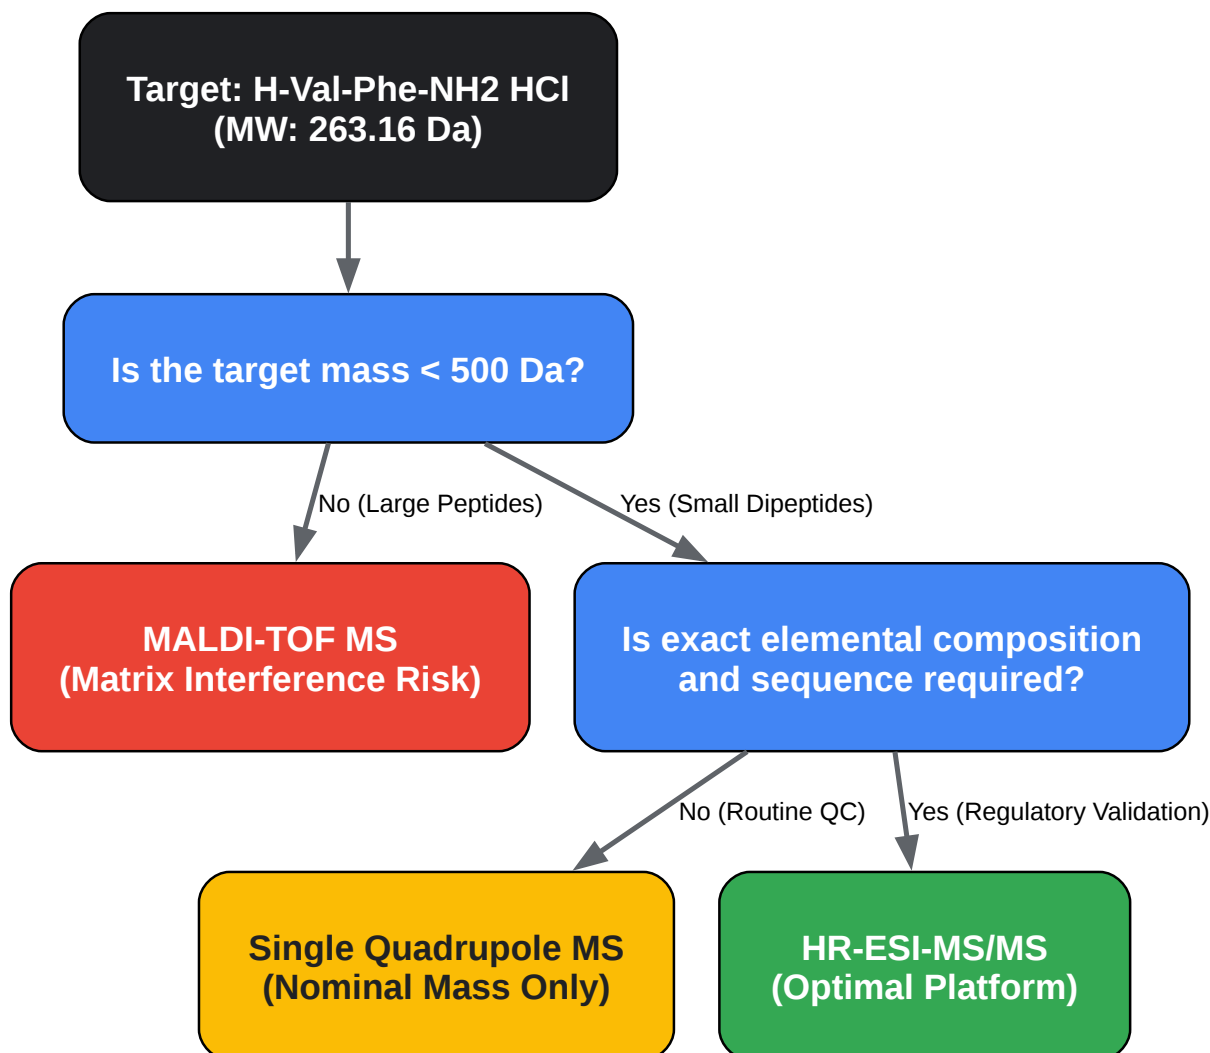 Target: H-Val-Phe-NH2 HCl
(MW: 263.16 Da)
Is the target mass < 500 Da?
No (Large Peptides)
Yes (Small Dipeptides)
MALDI-TOF MS
(Matrix Interference Risk)
Is exact elemental composition
and sequence required?
No (Routine QC)
Yes (Regulatory Validation)
Single Quadrupole MS
(Nominal Mass Only)
HR-ESI-MS/MS
(Optimal Platform)